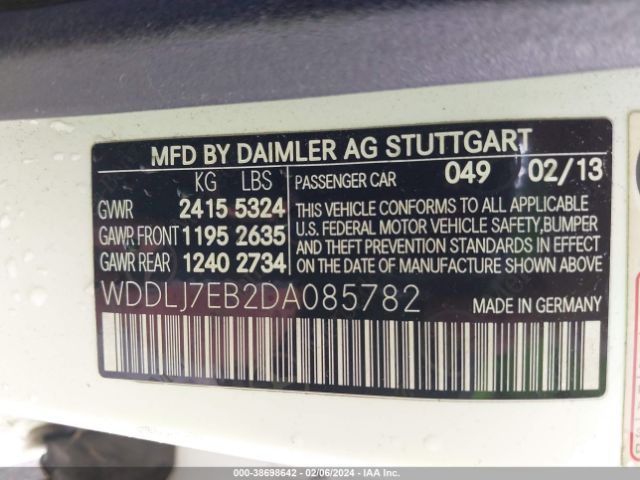 MFD BY DAIMLER AG STUTTGART
KG LBS
GVWR 2415 5324
GAWR FRONT 1195 2635
GAWR REAR 1240 2734
PASSENGER CAR 049 02/13
THIS VEHICLE CONFORMS TO ALL APPLICABLE
U.S. FEDERAL MOTOR VEHICLE SAFETY, BUMPER
AND THEFT PREVENTION STANDARDS IN EFFECT
ON THE DATE OF MANUFACTURE SHOWN ABOVE.
WDDLJ7EB2DA085782
MADE IN GERMANY
000-38698642 - 02/06/2024 - IAA Inc.